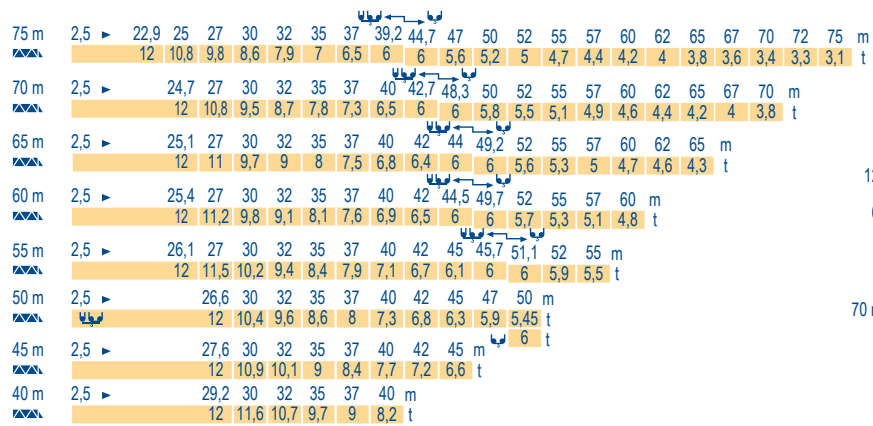 75 m 2,5 ► 22,9 25 27 30 32 35 37 39,2 44,7 47 50 52 55 57 60 62 65 67 70 72 75 m
12 10,8 9,8 8,6 7,9 7 6,5 6 6 5,6 5,2 5 4,7 4,4 4,2 4 3,8 3,6 3,4 3,3 3,1 t
70 m 2,5 ► 24,7 27 30 32 35 37 40 42,7 48,3 50 52 55 57 60 62 65 67 70 m
12 10,8 9,5 8,7 7,8 7,3 6,5 6 6 5,8 5,5 5,1 4,9 4,6 4,4 4,2 4 3,8 t
65 m 2,5 ► 25,1 27 30 32 35 37 40 42 44 49,2 52 55 57 60 62 65 m
12 11 9,7 9 8 7,5 6,8 6,4 6 6 5,6 5,3 5 4,7 4,6 4,3 t
60 m 2,5 ► 25,4 27 30 32 35 37 40 42 44,5 49,7 52 55 57 60 m
12 11,2 9,8 9,1 8,1 7,6 6,9 6,5 6 6 5,7 5,3 5,1 4,8 t
55 m 2,5 ► 26,1 27 30 32 35 37 40 42 45 45,7 51,1 52 55 m
12 11,5 10,2 9,4 8,4 7,9 7,1 6,7 6,1 6 6 5,9 5,5 t
50 m 2,5 ► 26,6 30 32 35 37 40 42 45 47 50 m
12 10,4 9,6 8,6 8 7,3 6,8 6,3 5,9 5,45 t
6 t
45 m 2,5 ► 27,6 30 32 35 37 40 42 45 m
12 10,9 10,1 9 8,4 7,7 7,2 6,6 t
40 m 2,5 ► 29,2 30 32 35 37 40 m
12 11,6 10,7 9,7 9 8,2 t
70